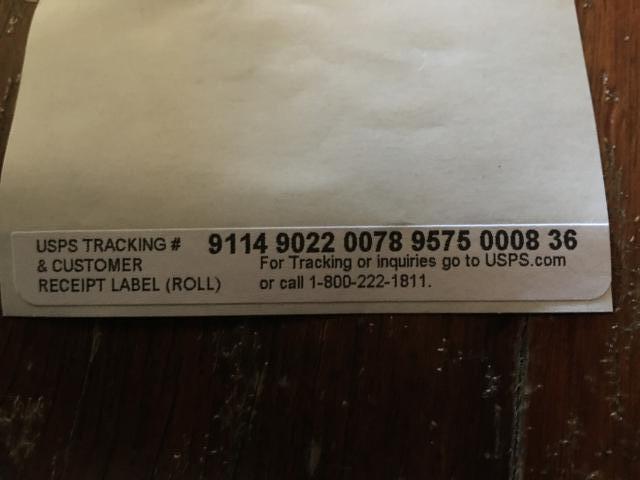 USPS TRACKING # 9114 9022 0078 9575 0008 36
& CUSTOMER For Tracking or inquiries go to USPS.com
RECEIPT LABEL (ROLL) or call 1-800-222-1811.